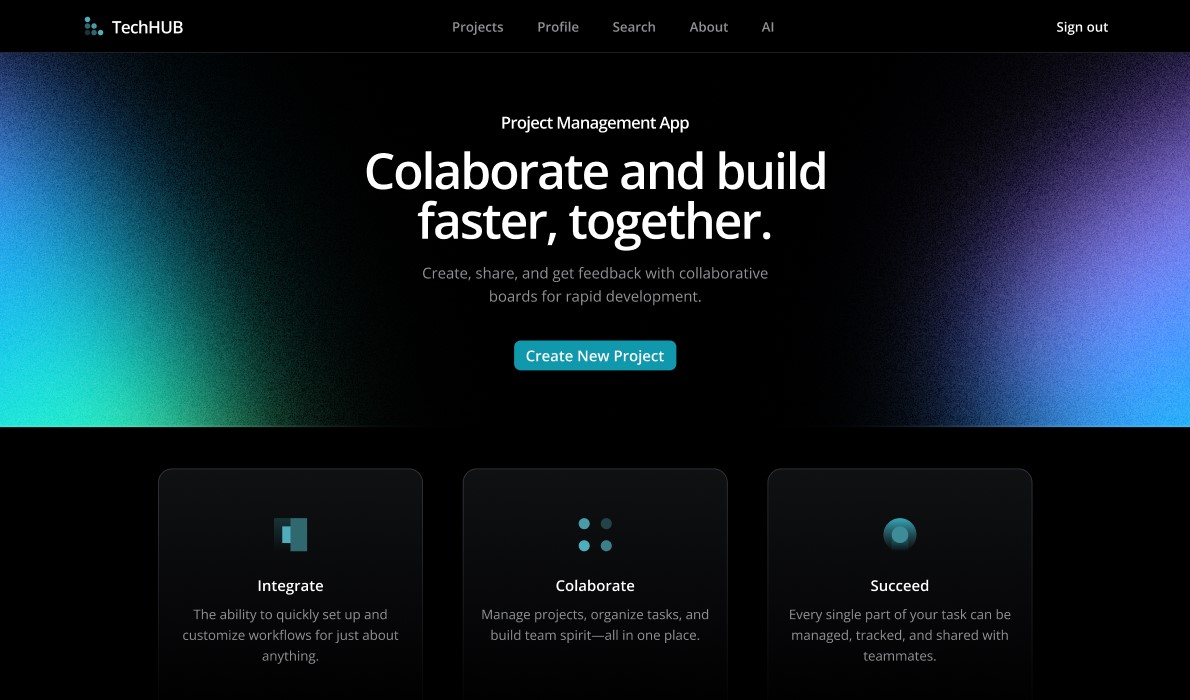 TechHUB
Projects Profile Search About AI
Sign out
Project Management App
Colaborate and build
faster, together.
Create, share, and get feedback with collaborative
boards for rapid development.
Create New Project
Integrate
The ability to quickly set up and
customize workflows for just about
anything.
Colaborate
Manage projects, organize tasks, and
build team spirit—all in one place.
Succeed
Every single part of your task can be
managed, tracked, and shared with
teammates.